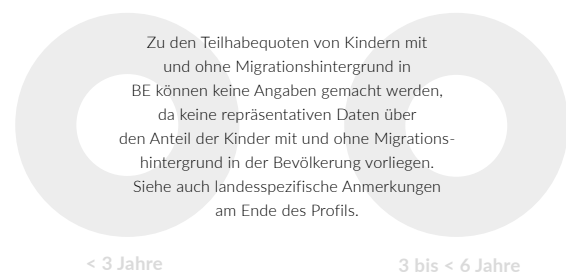 Zu den Teilhabequoten von Kindern mit
und ohne Migrationshintergrund in
BE können keine Angaben gemacht werden,
da keine repräsentativen Daten über
den Anteil der Kinder mit und ohne Migrations-
hintergrund in der Bevölkerung vorliegen.
Siehe auch landesspezifische Anmerkungen
am Ende des Profils.
< 3 Jahre
3 bis < 6 Jahre